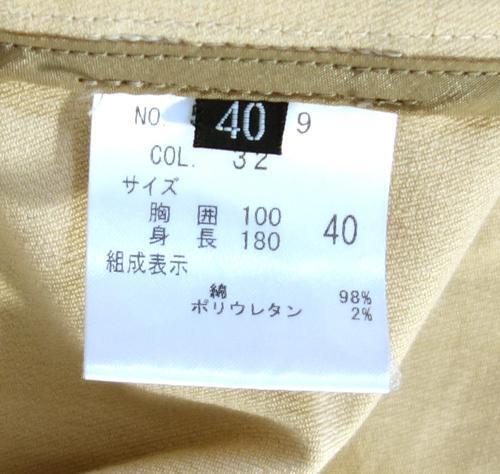 NO. 40 9
COL. 32
サイズ
胸 囲 100
身 長 180 40
組成表示
綿 98%
ポリウレタン 2%